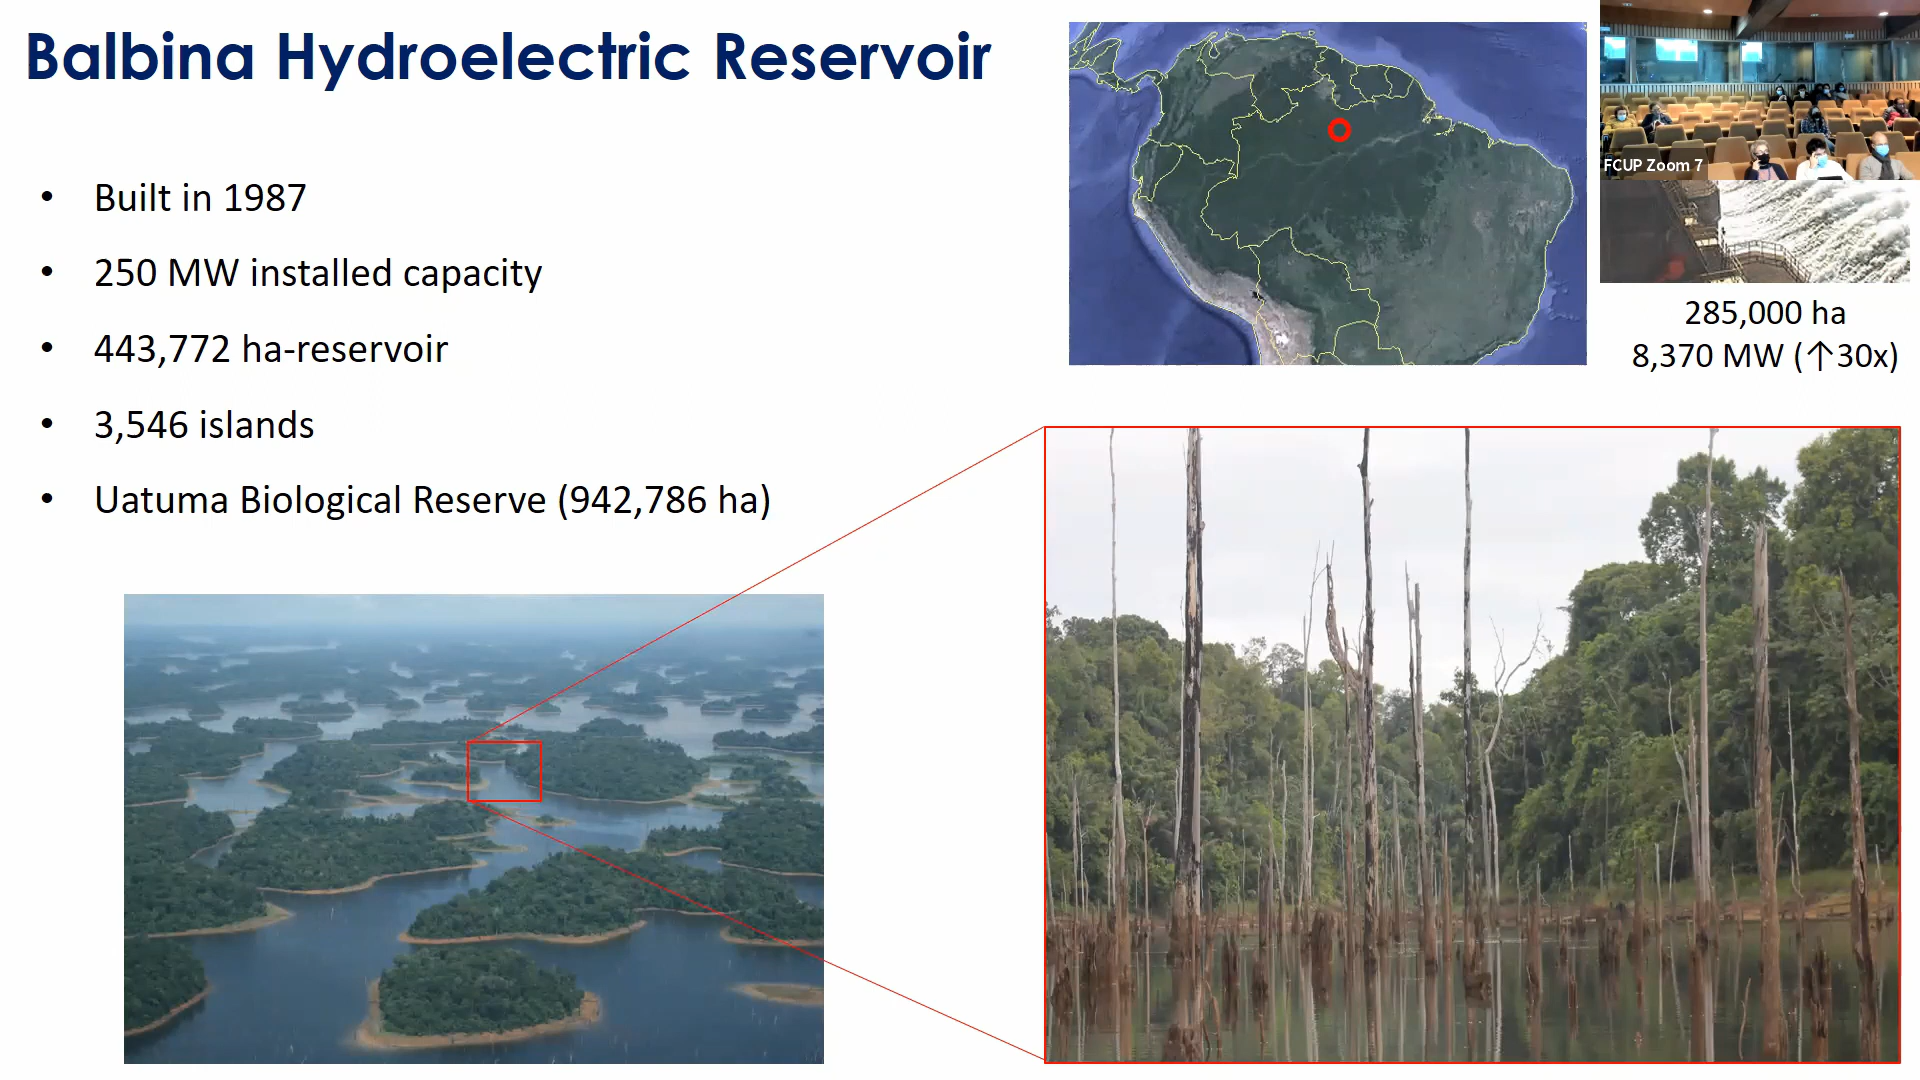 Balbina Hydroelectric Reservoir
• Built in 1987
• 250 MW installed capacity
• 443,772 ha-reservoir
• 3,546 islands
• Uatuma Biological Reserve (942,786 ha)
FCUP Zoom 7
285,000 ha
8,370 MW (↑30x)